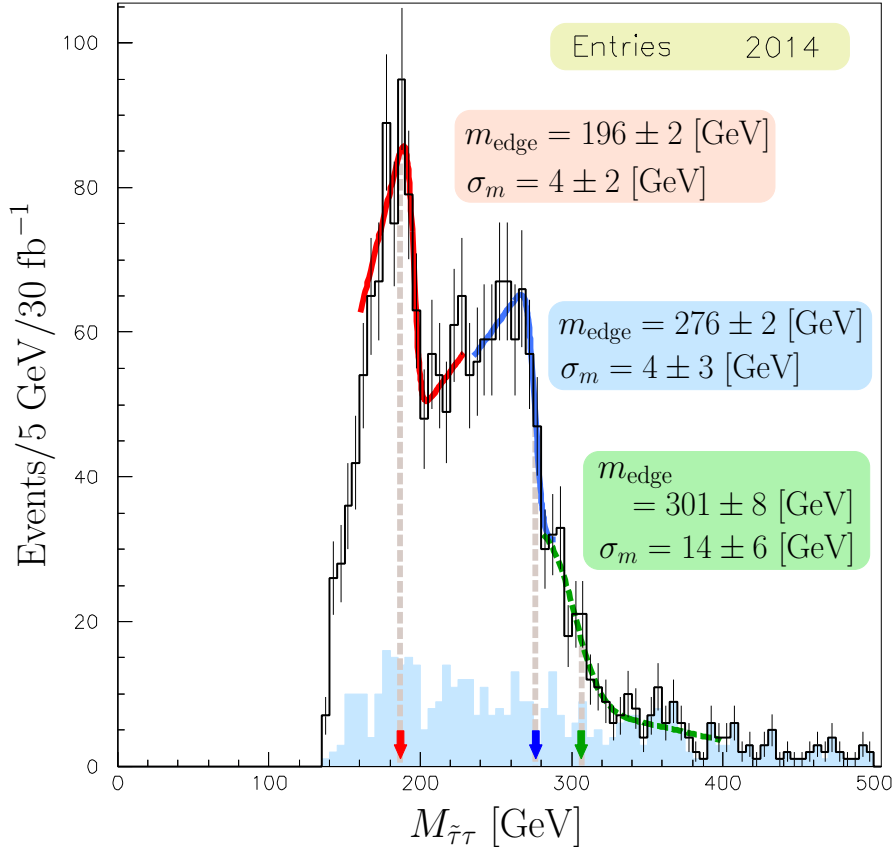 Entries 2014
m_edge = 196 ± 2 [GeV]
σ_m = 4 ± 2 [GeV]
m_edge = 276 ± 2 [GeV]
σ_m = 4 ± 3 [GeV]
m_edge
= 301 ± 8 [GeV]
σ_m = 14 ± 6 [GeV]
Events/5 GeV/30 fb⁻¹
100
80
60
40
20
0
0 100 200 300 400 500
M_τ̃τ [GeV]